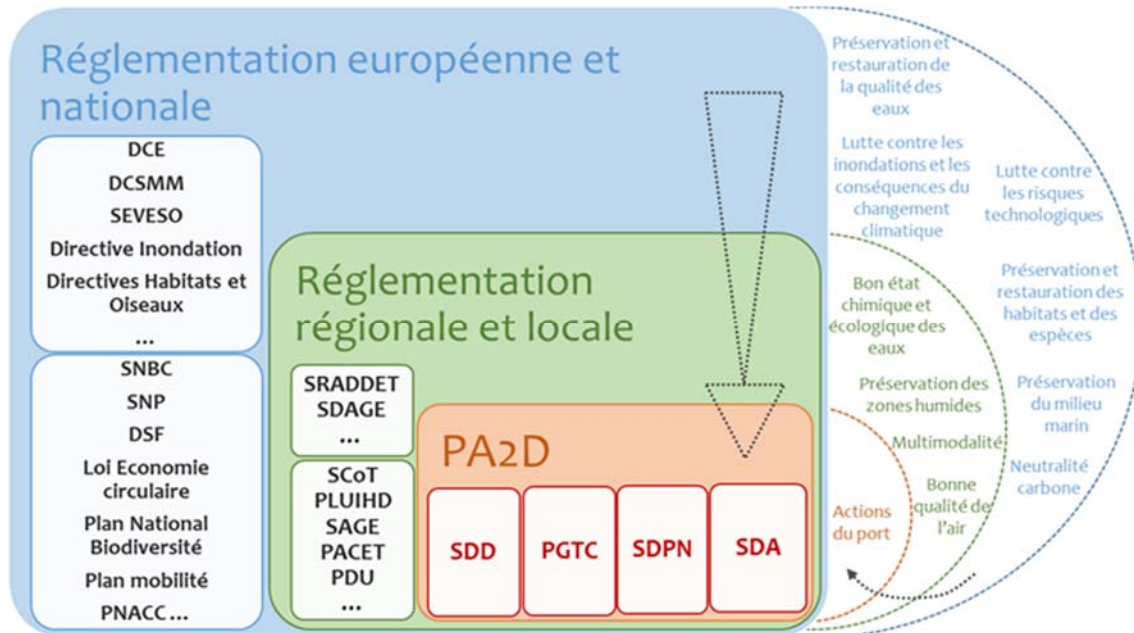 Réglementation européenne et
nationale
DCE
DCSMM
SEVESO
Directive Inondation
Directives Habitats et
Oiseaux
...
SNBC
SNP
DSF
Loi Economie
circulaire
Plan National
Biodiversité
Plan mobilité
PNACC ...
Réglementation
régionale et locale
SRADDET
SDAGE
...
SCoT
PLUIHD
SAGE
PACET
PDU
...
PA2D
SDD
PGTC
SDPN
SDA
Préservation et
restauration de
la qualité des
eaux
Lutte contre les
inondations et les
conséquences du
changement
climatique
Lutte contre
les risques
technologiques
Préservation et
restauration des
habitats et des
espèces
Préservation
du milieu
marin
Neutralité
carbone
Bon état
chimique et
écologique des
eaux
Préservation des
zones humides
Multimodalité
Bonne
qualité de
l'air
Actions
du port